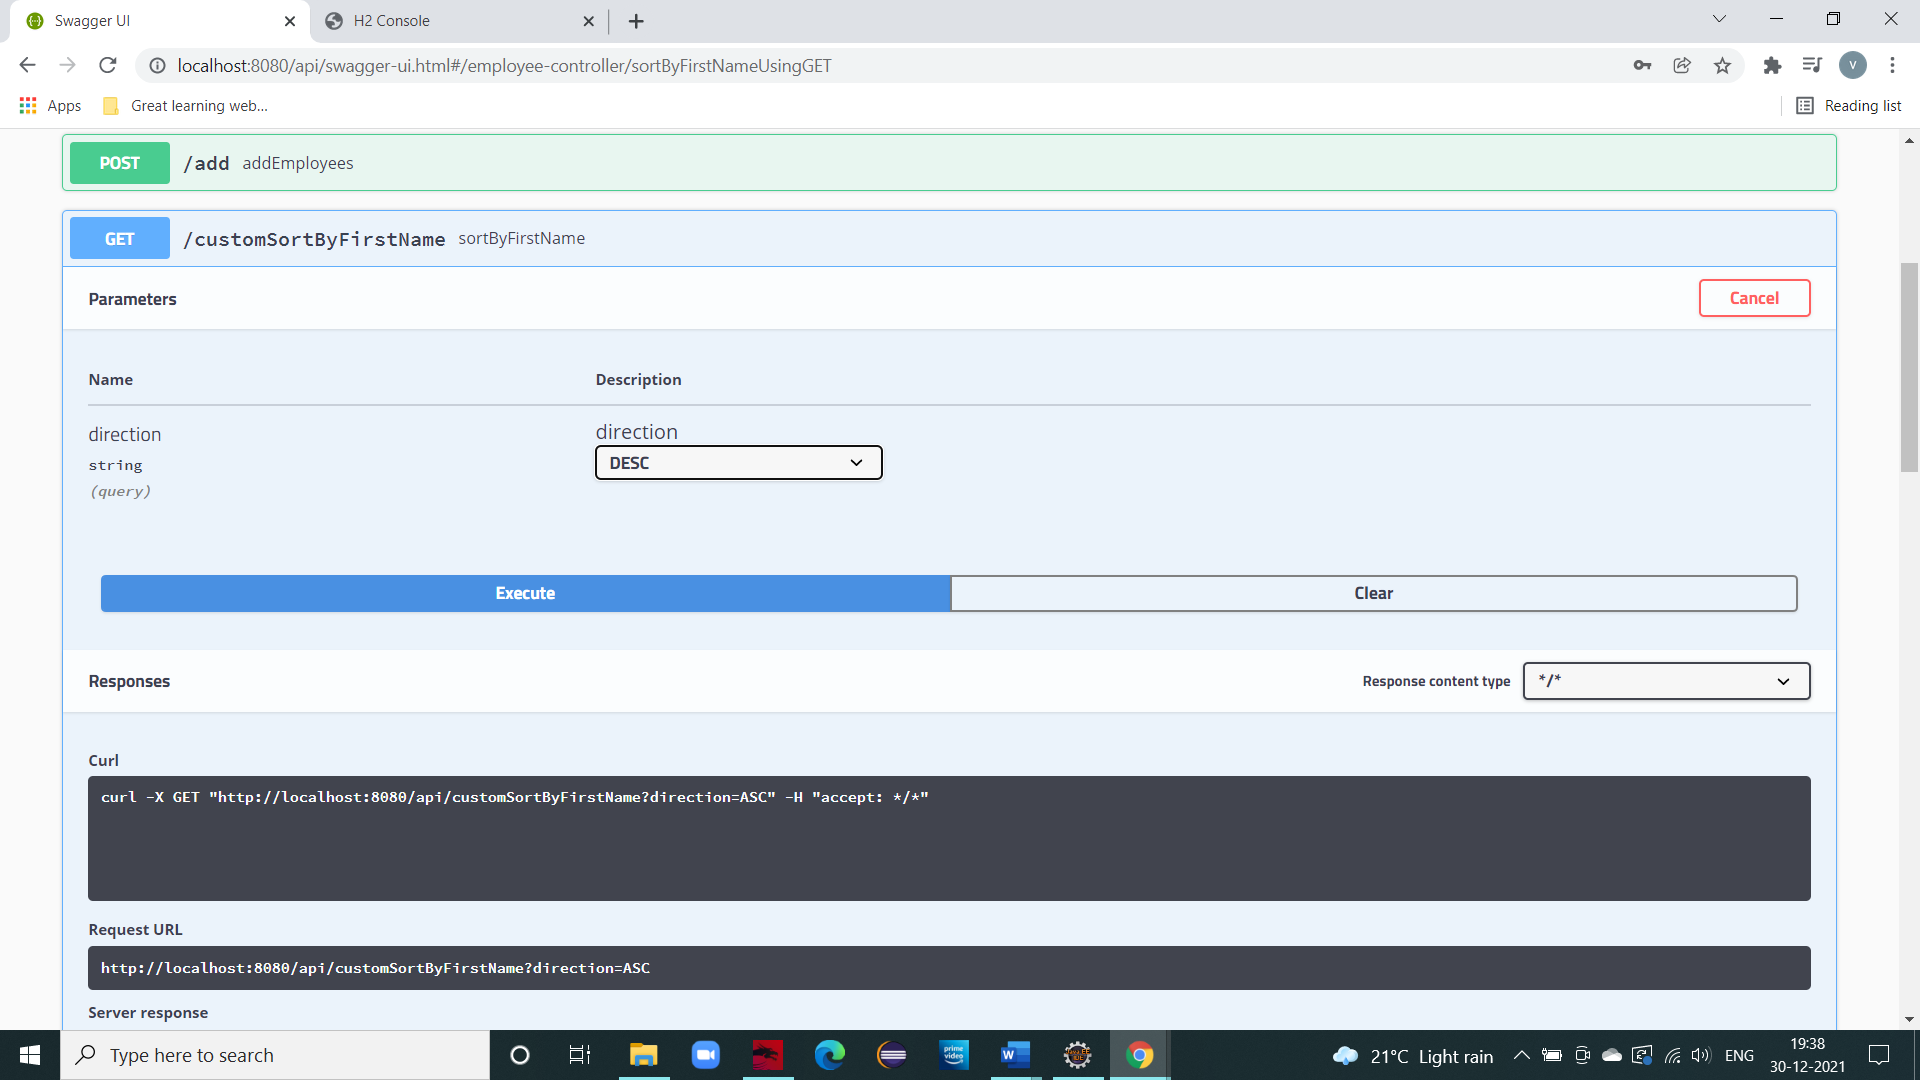 Swagger UI
H2 Console
localhost:8080/api/swagger-ui.html#/employee-controller/sortByFirstNameUsingGET
V
Apps
Great learning web...
Reading list
POST /add addEmployees
GET /customSortByFirstName sortByFirstName
Parameters
Cancel
Name Description
direction direction
string DESC
(query)
Execute Clear
Responses Response content type */*
Curl
curl -X GET "http://localhost:8080/api/customSortByFirstName?direction=ASC" -H "accept: */*"
Request URL
http://localhost:8080/api/customSortByFirstName?direction=ASC
Server response
Type here to search
prime
video
W
21°C Light rain
ENG
19:38
30-12-2021